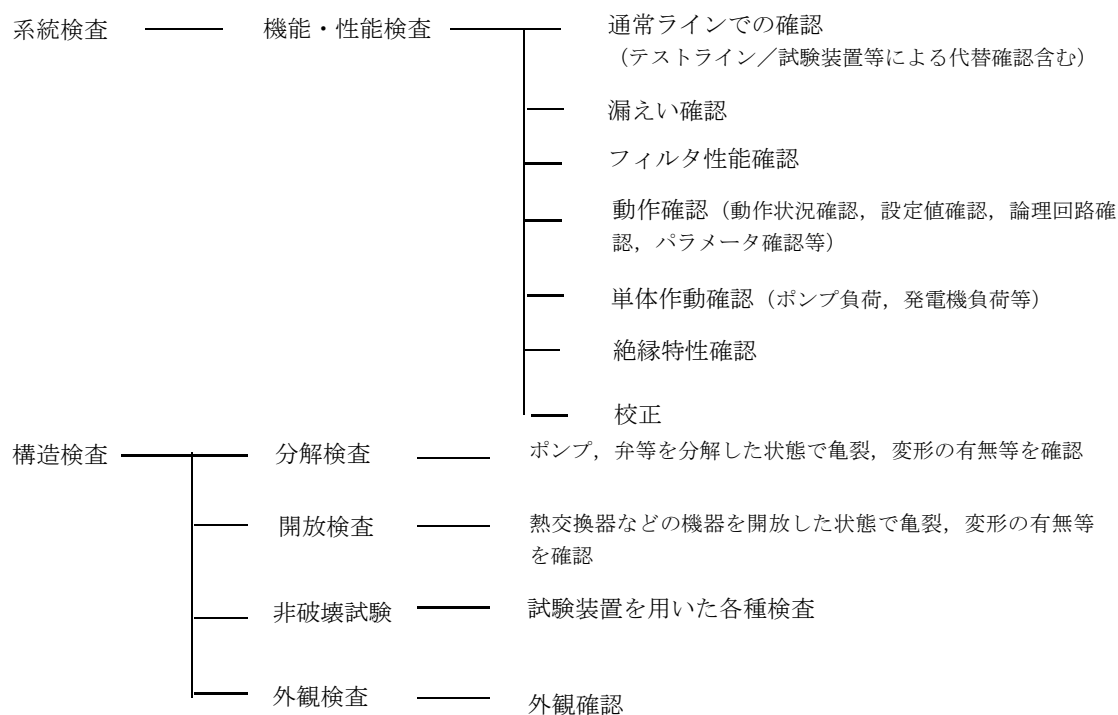 系統検査
機能・性能検査
通常ラインでの確認
（テストライン／試験装置等による代替確認含む）
漏えい確認
フィルタ性能確認
動作確認（動作状況確認，設定値確認，論理回路確
認，パラメータ確認等）
単体作動確認（ポンプ負荷，発電機負荷等）
絶縁特性確認
校正
構造検査
分解検査
ポンプ，弁等を分解した状態で亀裂，変形の有無等を確認
開放検査
熱交換器などの機器を開放した状態で亀裂，変形の有無等
を確認
非破壊試験
試験装置を用いた各種検査
外観検査
外観確認